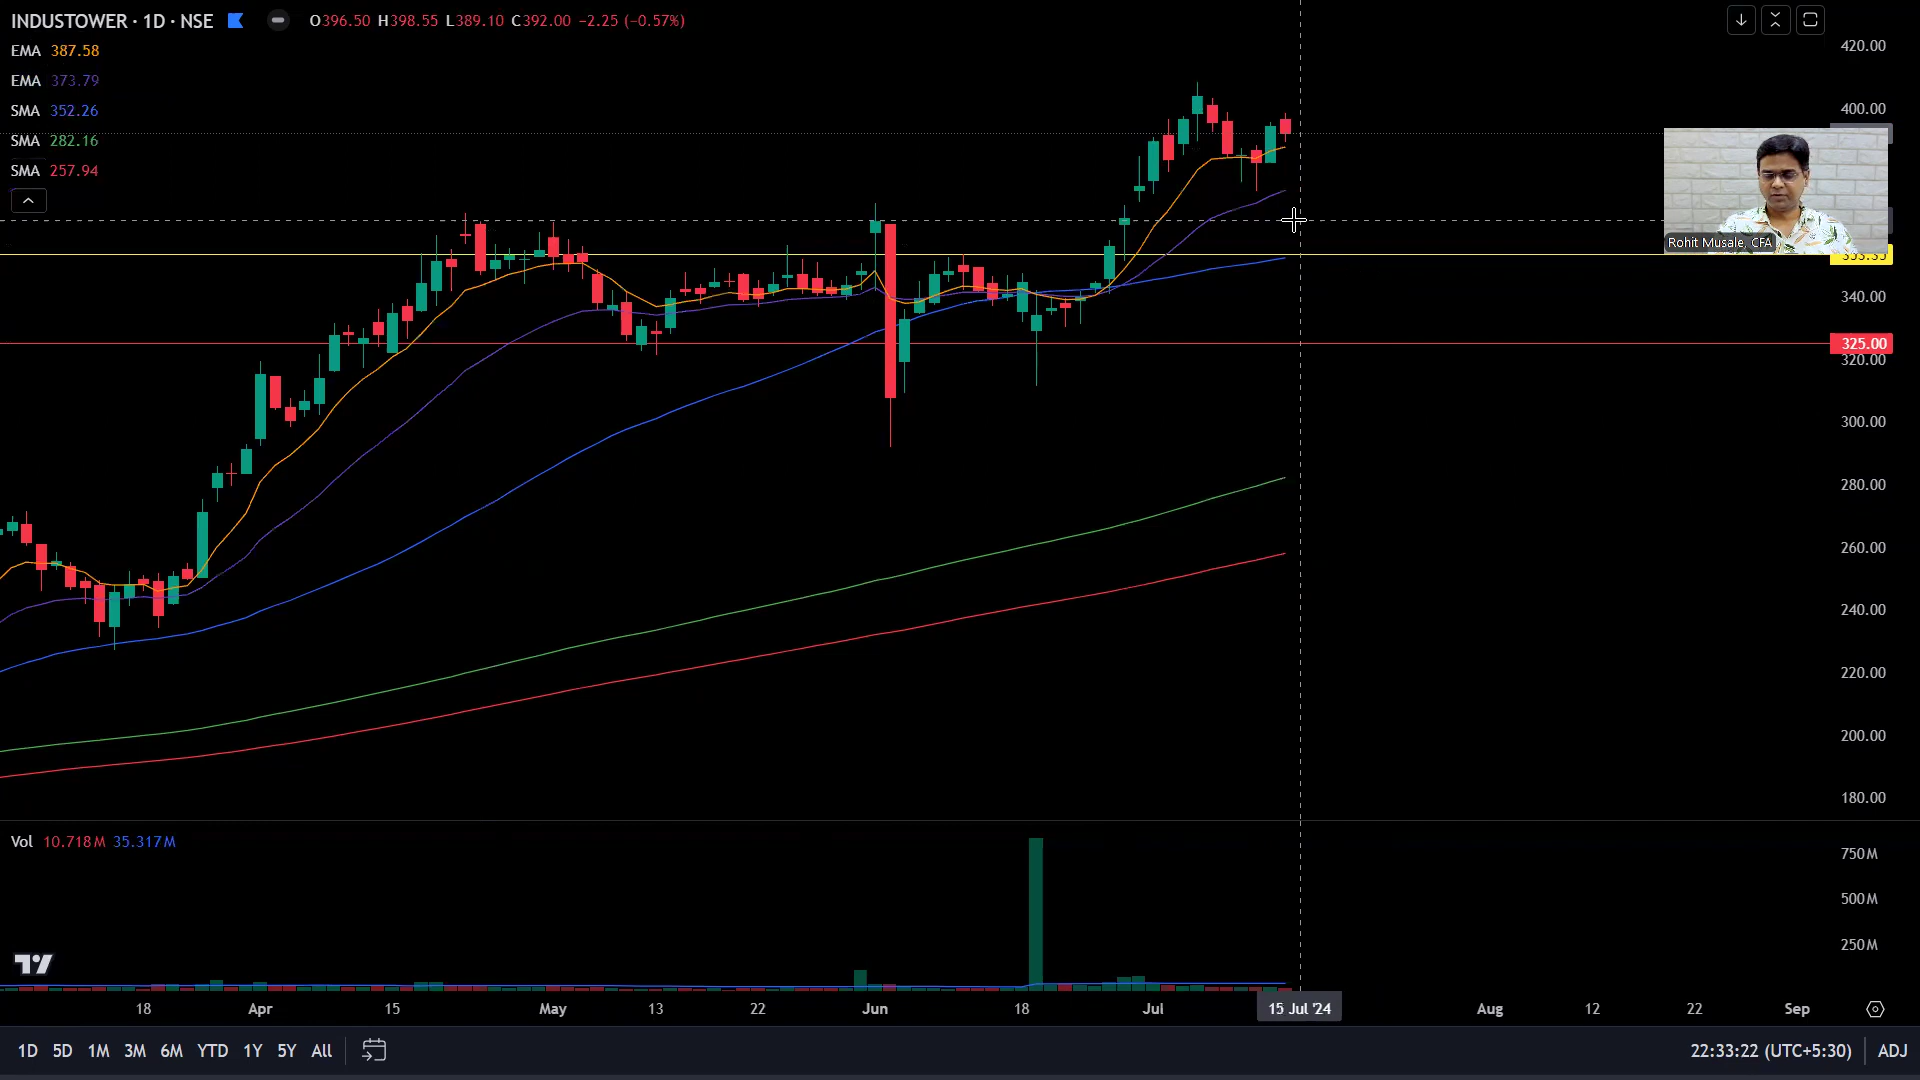 INDUSTOWER · 1D · NSE O396.50 H398.55 L389.10 C392.00 −2.25 (−0.57%)
EMA 387.58
EMA 373.79
SMA 352.26
SMA 282.16
SMA 257.94
420.00
400.00
Rohit Musale, CFA
353.35
340.00
325.00
320.00
300.00
280.00
260.00
240.00
220.00
200.00
180.00
Vol 10.718M 35.317M
750M
500M
250M
18 Apr 15 May 13 22 Jun 18 Jul 15 Jul '24 Aug 12 22 Sep
1D 5D 1M 3M 6M YTD 1Y 5Y All 22:33:22 (UTC+5:30) ADJ